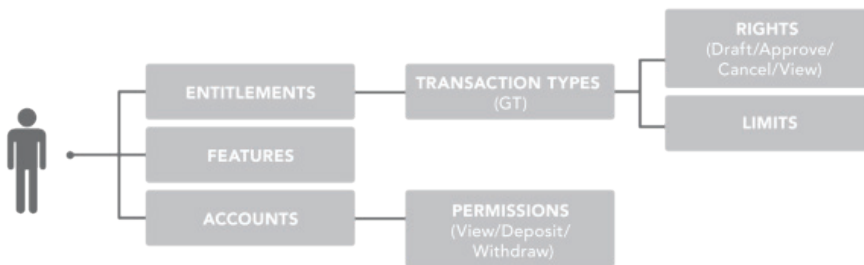 RIGHTS
(Draft/Approve/
Cancel/View)
ENTITLEMENTS
TRANSACTION TYPES
(GT)
LIMITS
FEATURES
ACCOUNTS
PERMISSIONS
(View/Deposit/
Withdraw)